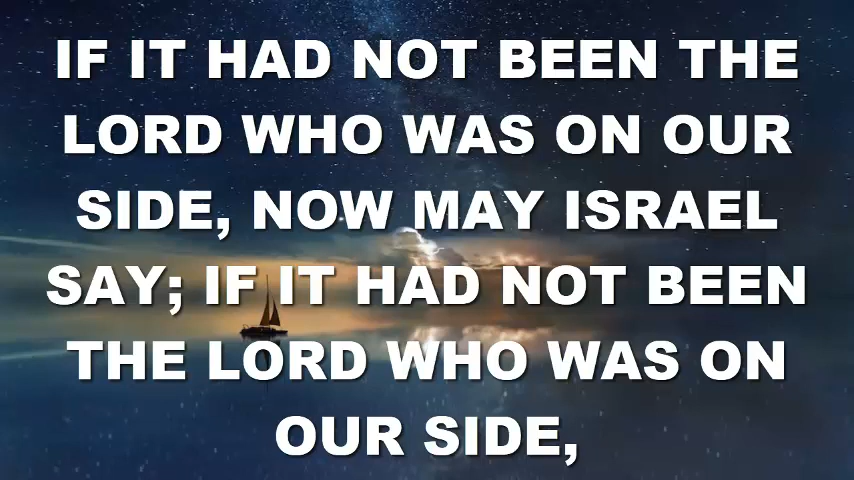 IF IT HAD NOT BEEN THE
LORD WHO WAS ON OUR
SIDE, NOW MAY ISRAEL
SAY; IF IT HAD NOT BEEN
THE LORD WHO WAS ON
OUR SIDE,